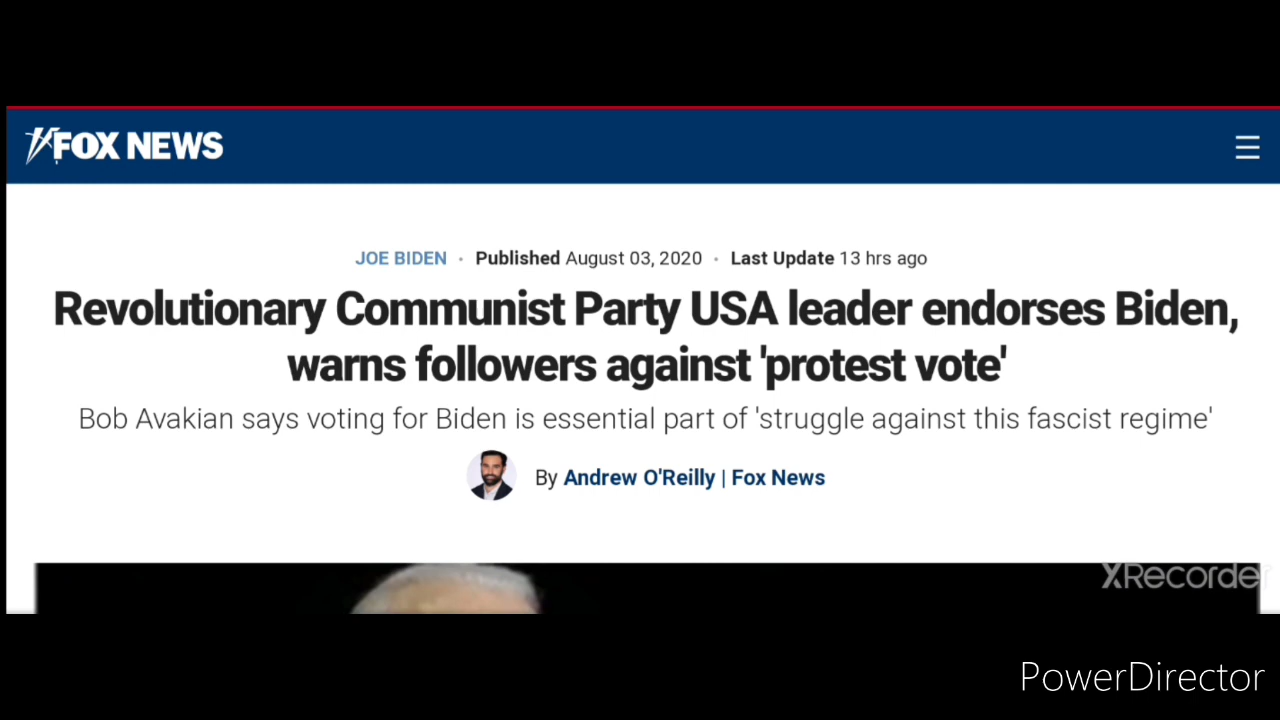 FOX NEWS
JOE BIDEN • Published August 03, 2020 • Last Update 13 hrs ago
Revolutionary Communist Party USA leader endorses Biden,
warns followers against 'protest vote'
Bob Avakian says voting for Biden is essential part of 'struggle against this fascist regime'
By Andrew O'Reilly | Fox News
XRecorder
PowerDirector